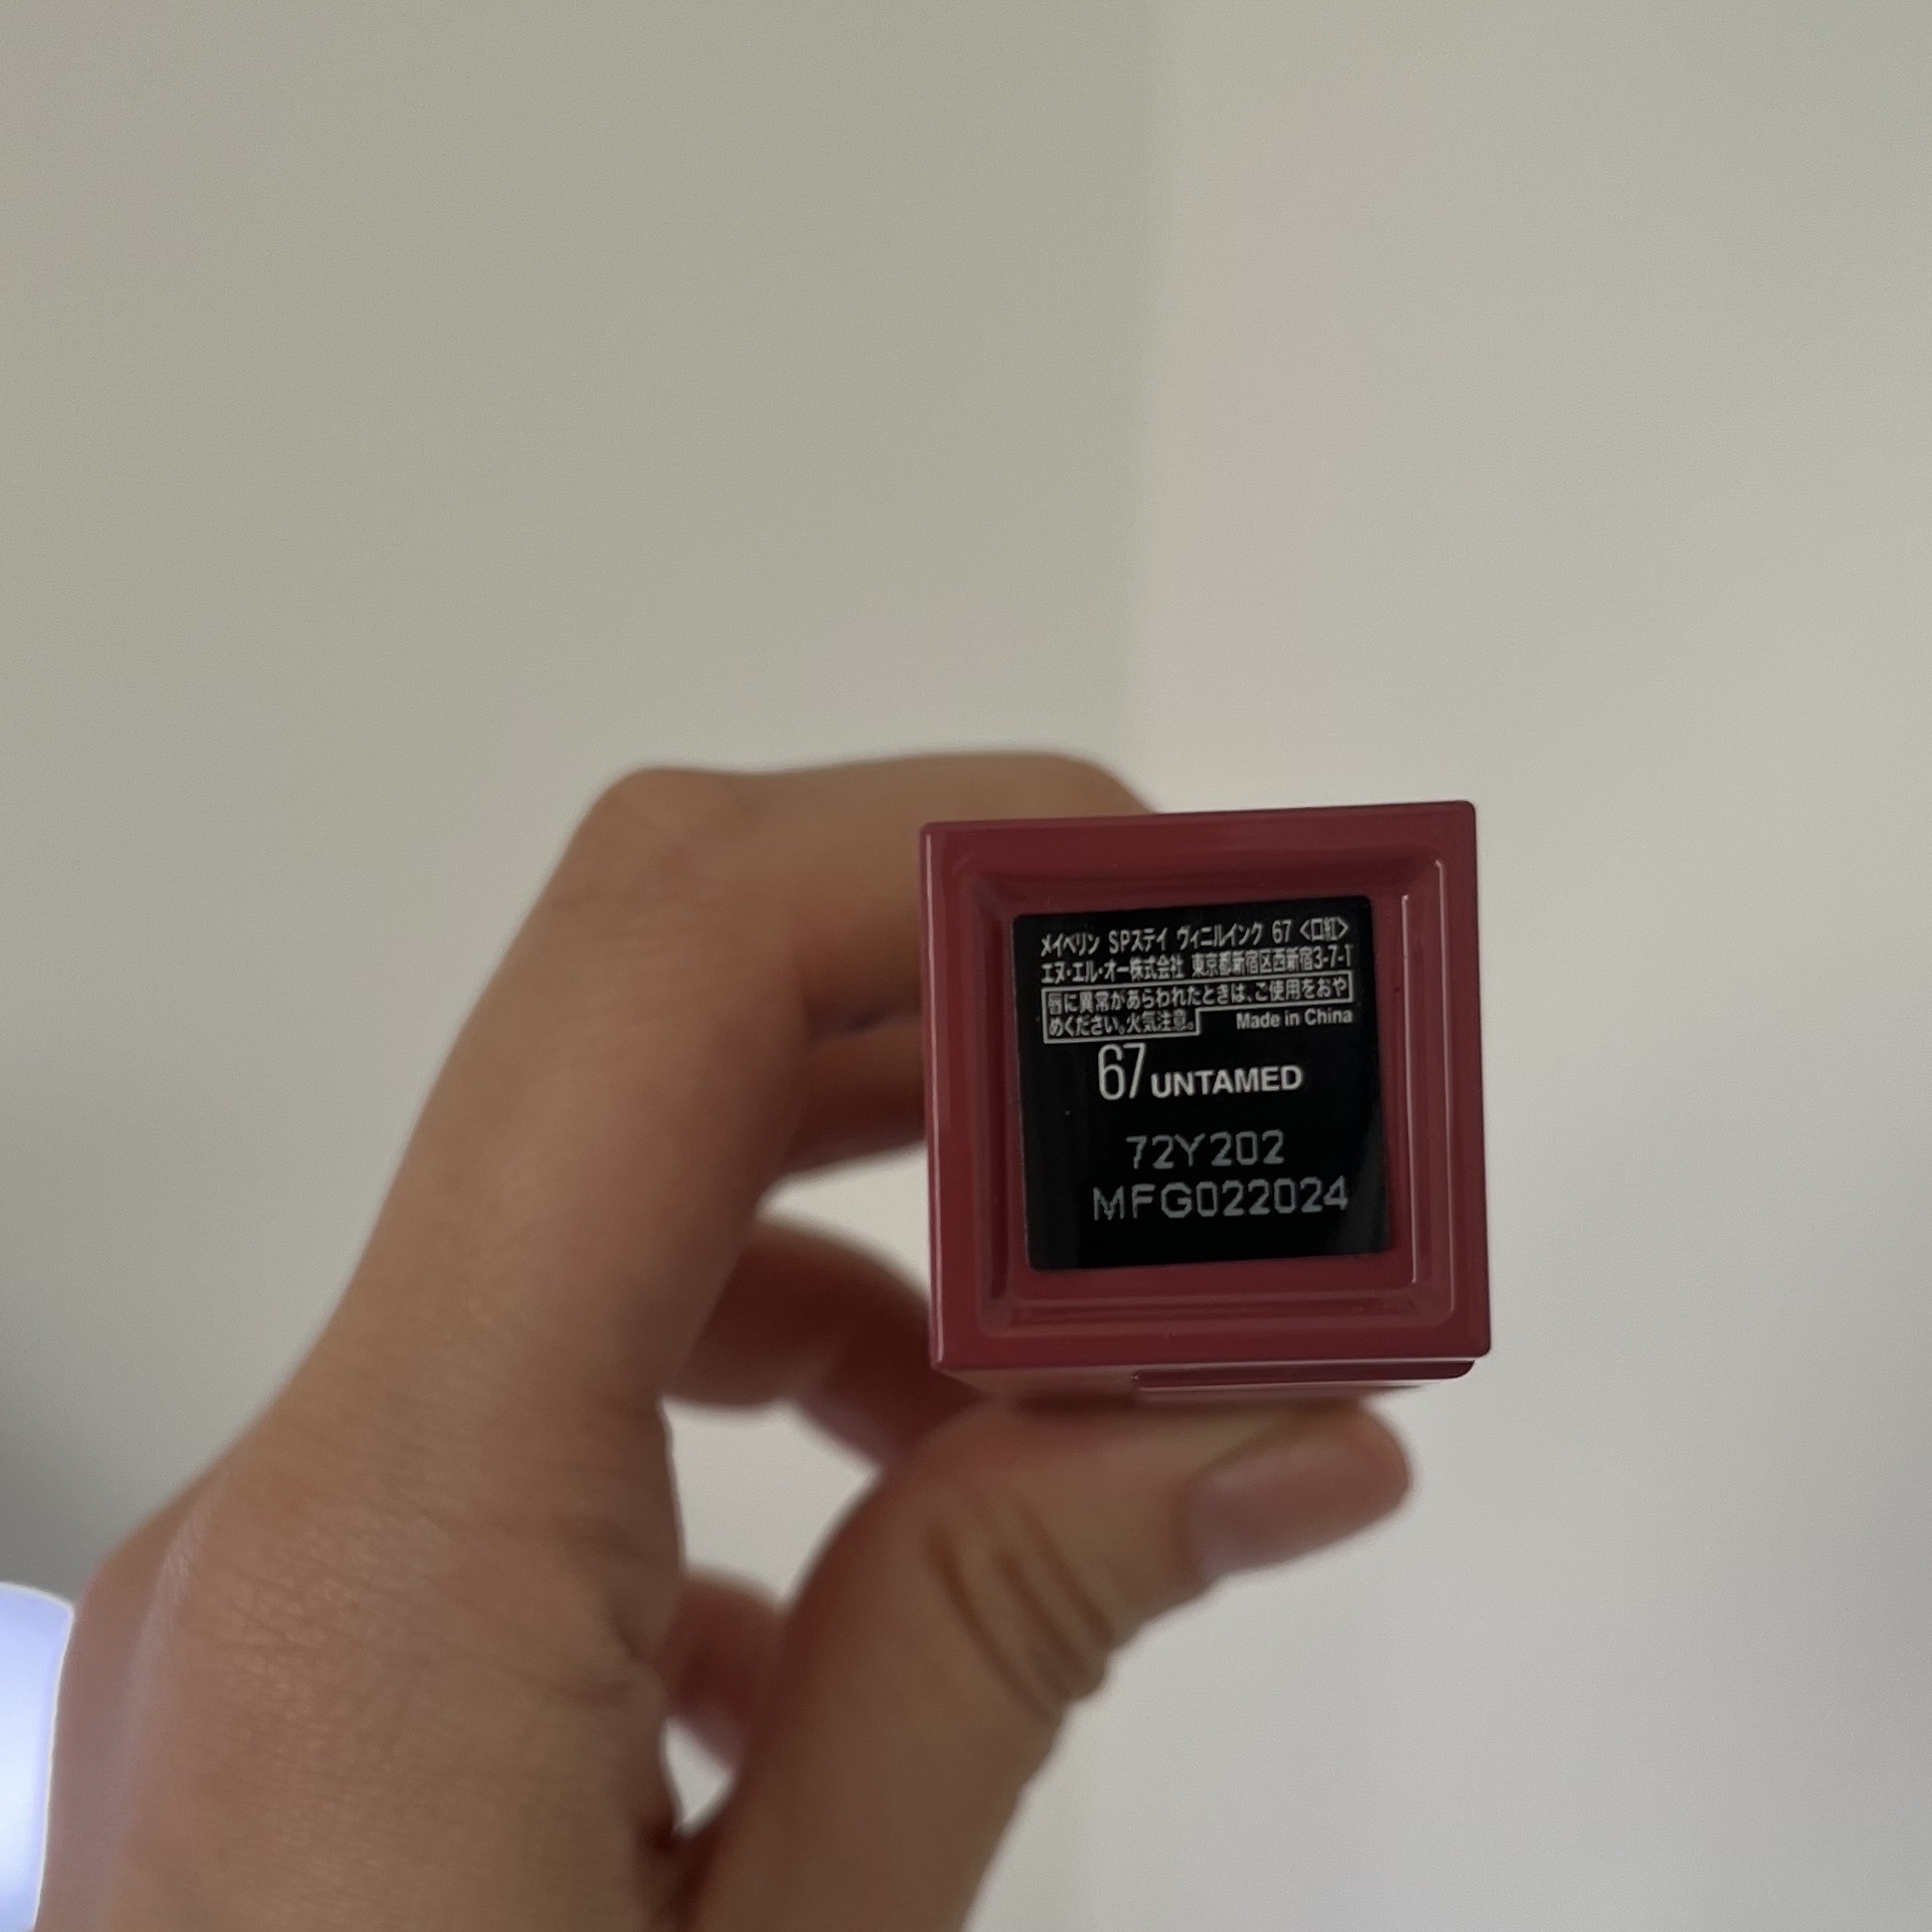 メイベリン SPステイ ヴィニルインク 67 <口紅>
エヌ･エル･オー株式会社 東京都新宿区西新宿3-7-1
唇に異常があらわれたときは､ご使用をおや
めください｡火気注意｡ Made in China
67 UNTAMED
72Y202
MFG022024